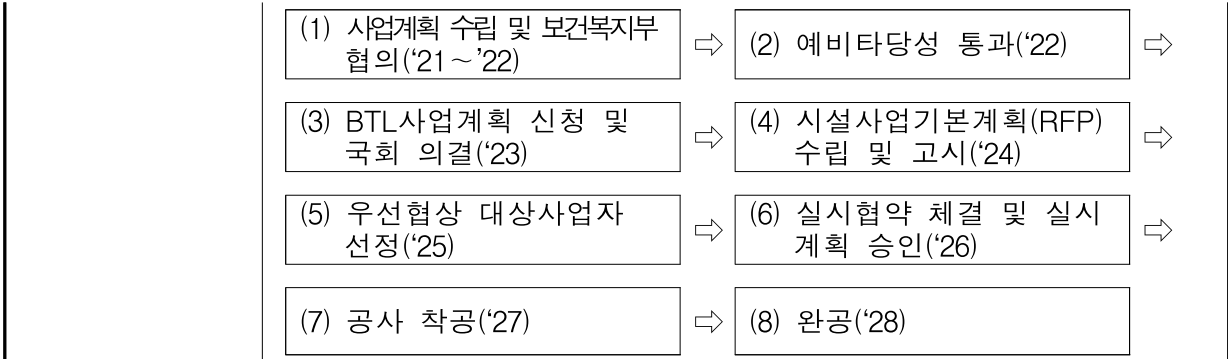 (1) 사업계획 수립 및 보건복지부
협의(‘21～’22)
⇨
(2) 예비타당성 통과(‘22)
⇨
(3) BTL사업계획 신청 및
국회 의결(‘23)
⇨
(4) 시설사업기본계획(RFP)
수립 및 고시(‘24)
⇨
(5) 우선협상 대상사업자
선정(‘25)
⇨
(6) 실시협약 체결 및 실시
계획 승인(‘26)
⇨
(7) 공사 착공(‘27)
⇨
(8) 완공(‘28)